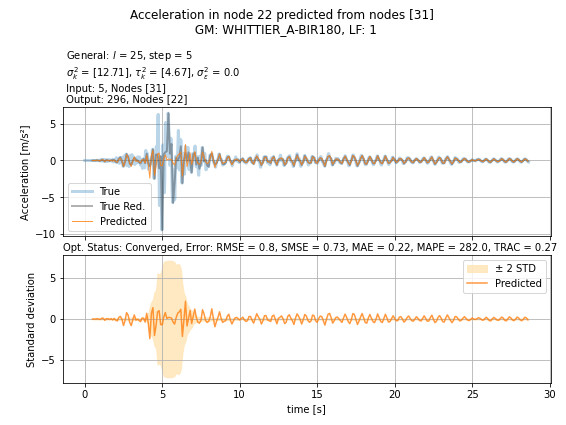 Acceleration in node 22 predicted from nodes [31]
GM: WHITTIER_A-BIR180, LF: 1
General: l = 25, step = 5
σ_k^2 = [12.71], τ_k^2 = [4.67], σ_ε^2 = 0.0
Input: 5, Nodes [31]
Output: 296, Nodes [22]
Acceleration [m/s²]
5
0
−5
−10
True
True Red.
Predicted
Opt. Status: Converged, Error: RMSE = 0.8, SMSE = 0.73, MAE = 0.22, MAPE = 282.0, TRAC = 0.27
Standard deviation
5
0
−5
± 2 STD
Predicted
0 5 10 15 20 25 30
time [s]